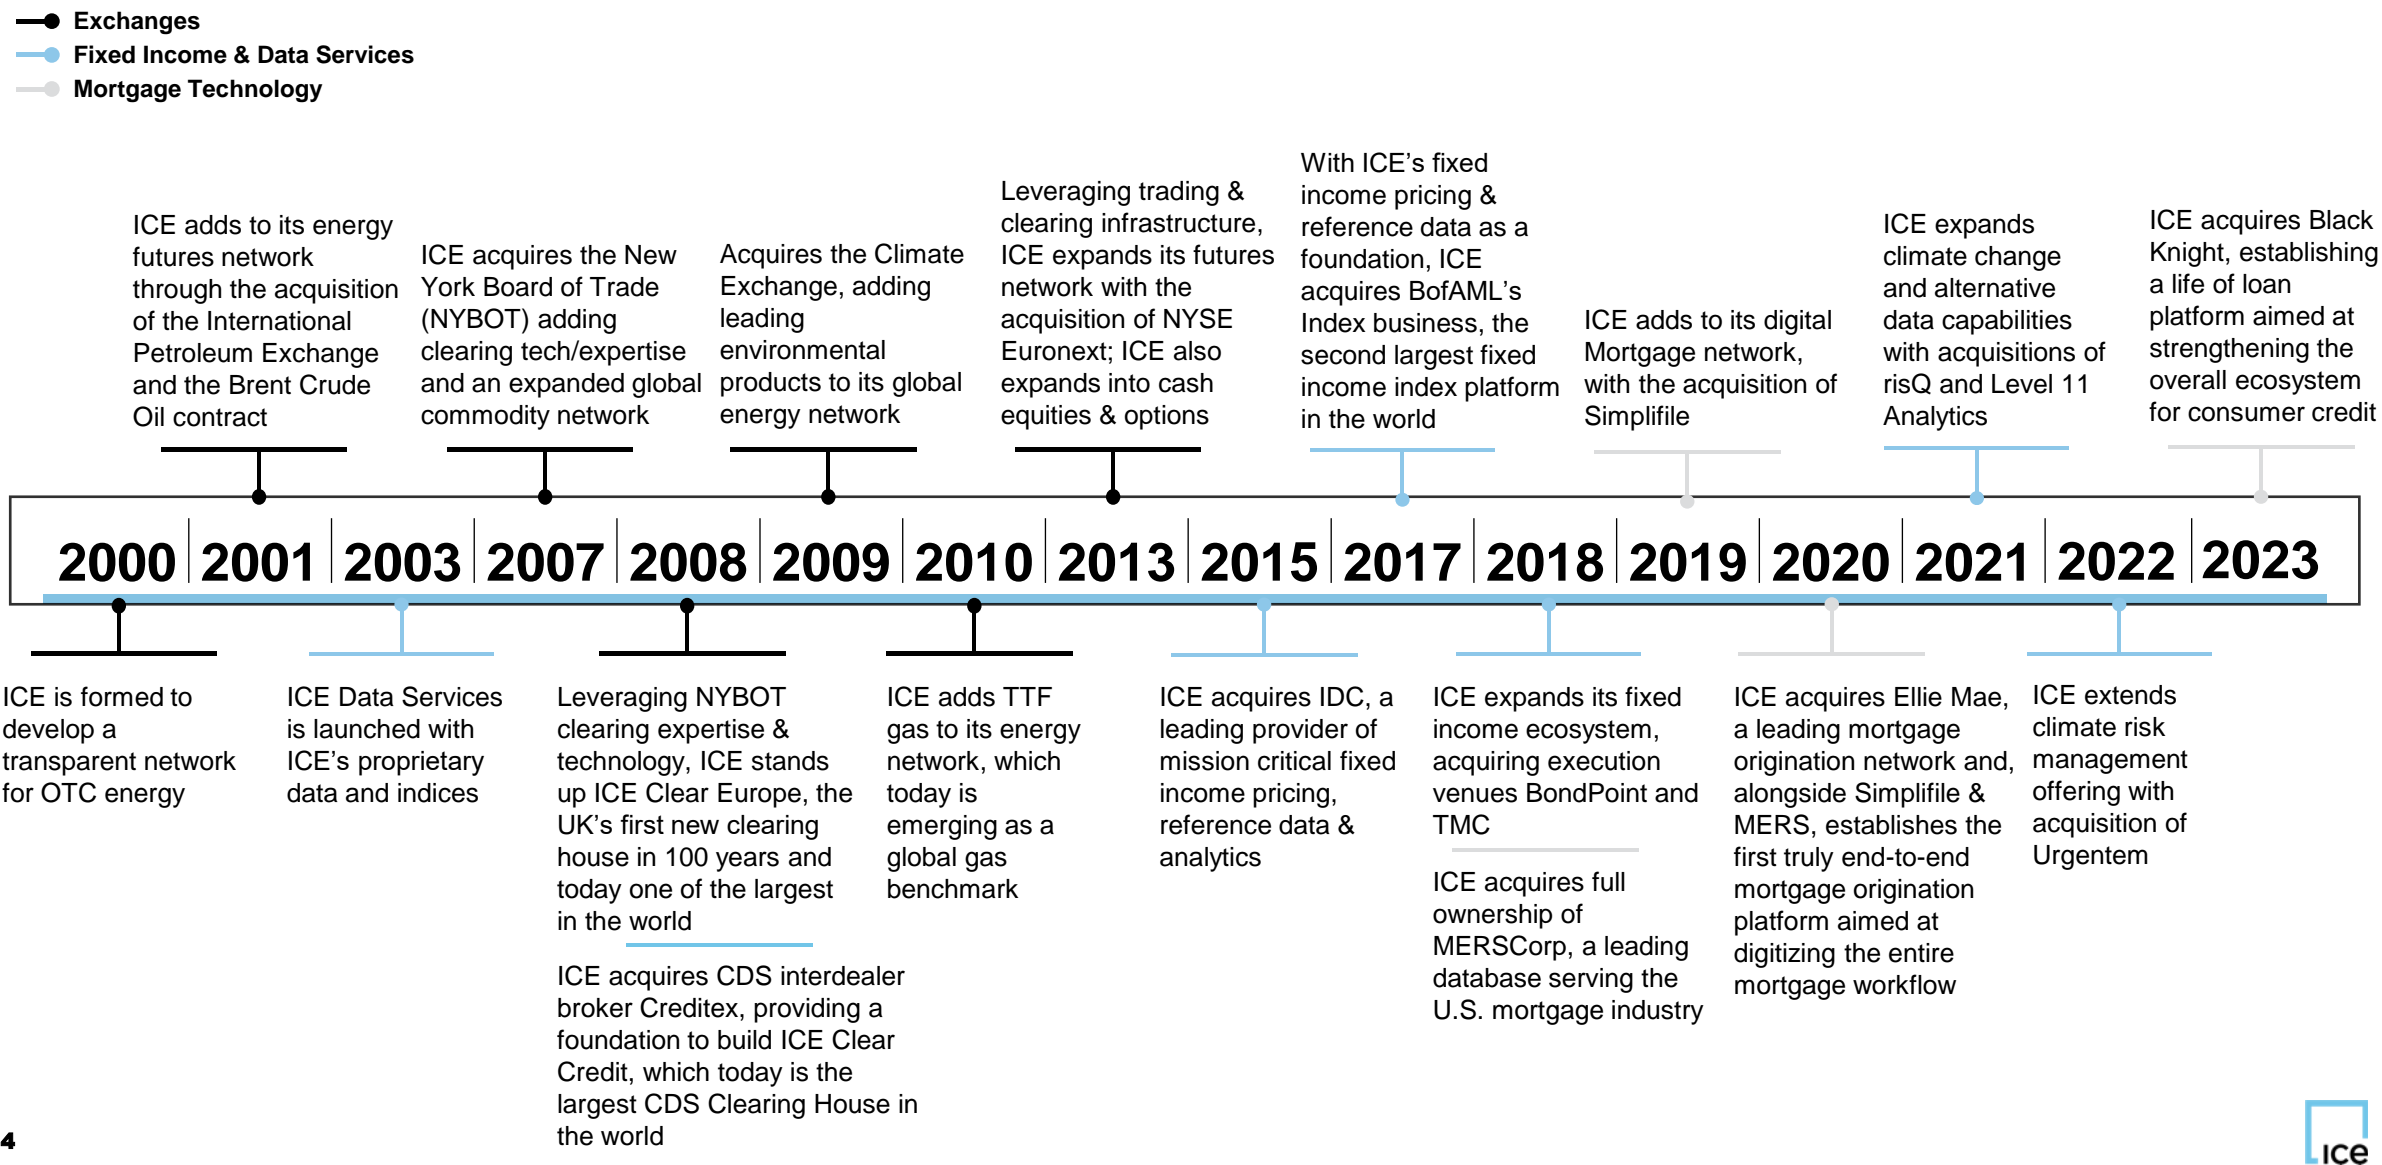 Exchanges
Fixed Income & Data Services
Mortgage Technology
ICE adds to its energy
futures network
through the acquisition
of the International
Petroleum Exchange
and the Brent Crude
Oil contract
ICE acquires the New
York Board of Trade
(NYBOT) adding
clearing tech/expertise
and an expanded global
commodity network
Acquires the Climate
Exchange, adding
leading
environmental
products to its global
energy network
Leveraging trading &
clearing infrastructure,
ICE expands its futures
network with the
acquisition of NYSE
Euronext; ICE also
expands into cash
equities & options
With ICE’s fixed
income pricing &
reference data as a
foundation, ICE
acquires BofAML’s
Index business, the
second largest fixed
income index platform
in the world
ICE adds to its digital
Mortgage network,
with the acquisition of
Simplifile
ICE expands
climate change
and alternative
data capabilities
with acquisitions of
risQ and Level 11
Analytics
ICE acquires Black
Knight, establishing
a life of loan
platform aimed at
strengthening the
overall ecosystem
for consumer credit
2000 2001 2003 2007 2008 2009 2010 2013 2015 2017 2018 2019 2020 2021 2022 2023
ICE is formed to
develop a
transparent network
for OTC energy
ICE Data Services
is launched with
ICE’s proprietary
data and indices
Leveraging NYBOT
clearing expertise &
technology, ICE stands
up ICE Clear Europe, the
UK’s first new clearing
house in 100 years and
today one of the largest
in the world
ICE acquires CDS interdealer
broker Creditex, providing a
foundation to build ICE Clear
Credit, which today is the
largest CDS Clearing House in
the world
ICE adds TTF
gas to its energy
network, which
today is
emerging as a
global gas
benchmark
ICE acquires IDC, a
leading provider of
mission critical fixed
income pricing,
reference data &
analytics
ICE expands its fixed
income ecosystem,
acquiring execution
venues BondPoint and
TMC
ICE acquires full
ownership of
MERSCorp, a leading
database serving the
U.S. mortgage industry
ICE acquires Ellie Mae,
a leading mortgage
origination network and,
alongside Simplifile &
MERS, establishes the
first truly end-to-end
mortgage origination
platform aimed at
digitizing the entire
mortgage workflow
ICE extends
climate risk
management
offering with
acquisition of
Urgentem
4
ice